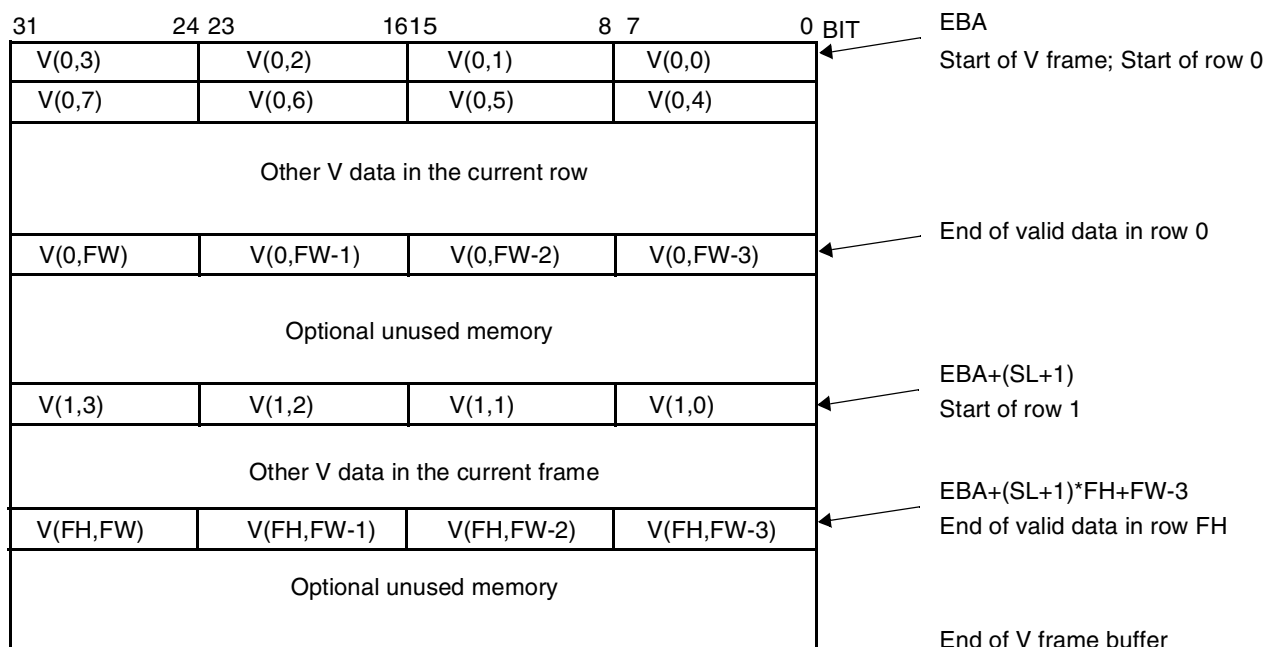 31 24 23 1615 8 7 0 BIT EBA
V(0,3) V(0,2) V(0,1) V(0,0) Start of V frame; Start of row 0
V(0,7) V(0,6) V(0,5) V(0,4)
Other V data in the current row
V(0,FW) V(0,FW-1) V(0,FW-2) V(0,FW-3) End of valid data in row 0
Optional unused memory
EBA+(SL+1)
V(1,3) V(1,2) V(1,1) V(1,0) Start of row 1
Other V data in the current frame
EBA+(SL+1)*FH+FW-3
V(FH,FW) V(FH,FW-1) V(FH,FW-2) V(FH,FW-3) End of valid data in row FH
Optional unused memory
End of V frame buffer